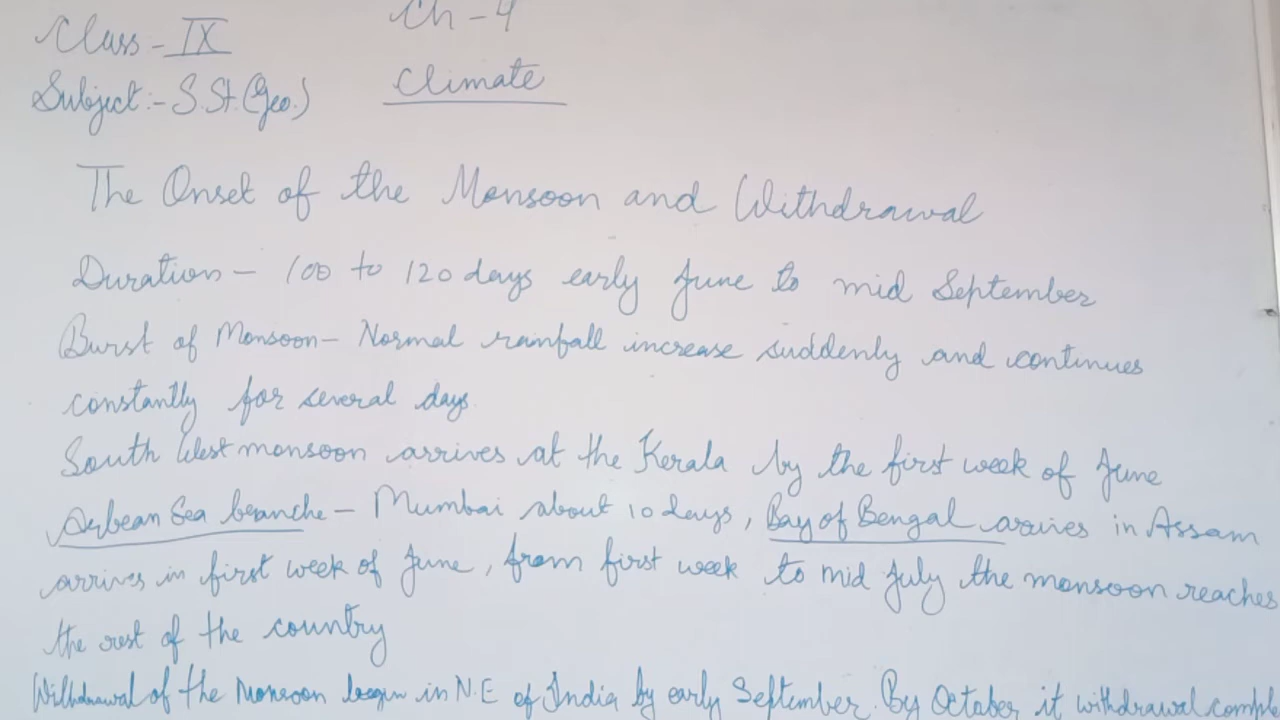 Class - IX
Ch - 4
Subject :- S.St. (Geo.)
Climate
The Onset of the Monsoon and Withdrawal
Duration - 100 to 120 days early June to mid September
Burst of Monsoon - Normal rainfall increase suddenly and continues
constantly for several days.
South West monsoon arrives at the Kerala by the first week of June
Arbean Sea branche - Mumbai about 10 days, Bay of Bengal arrives in Assam
arrives in first week of June, from first week to mid July the monsoon reaches
the rest of the country
Withdrawal of the Monsoon began in N.E of India by early September. By October it withdrawal comple